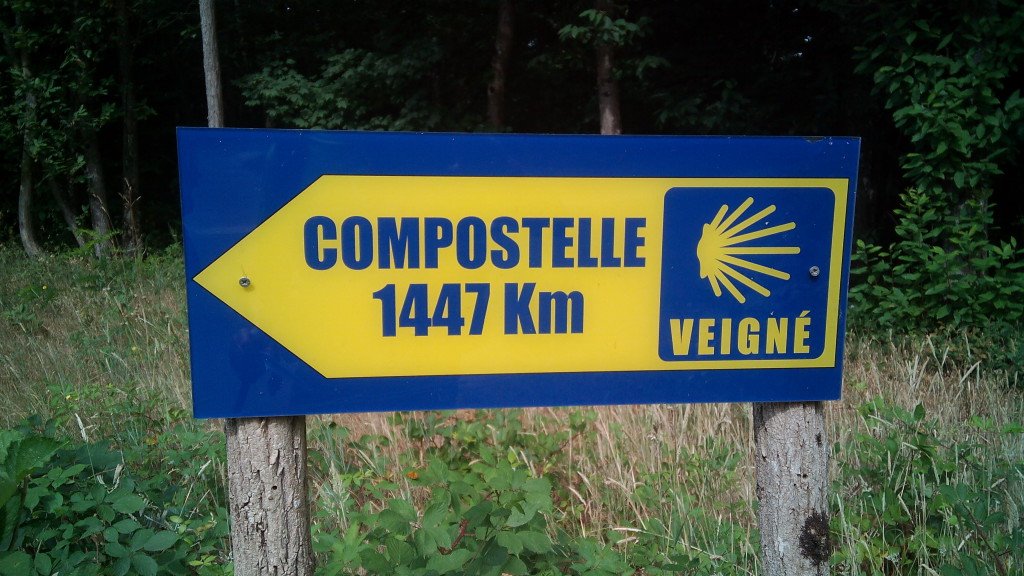 COMPOSTELLE
1447 Km
VEIGNÉ